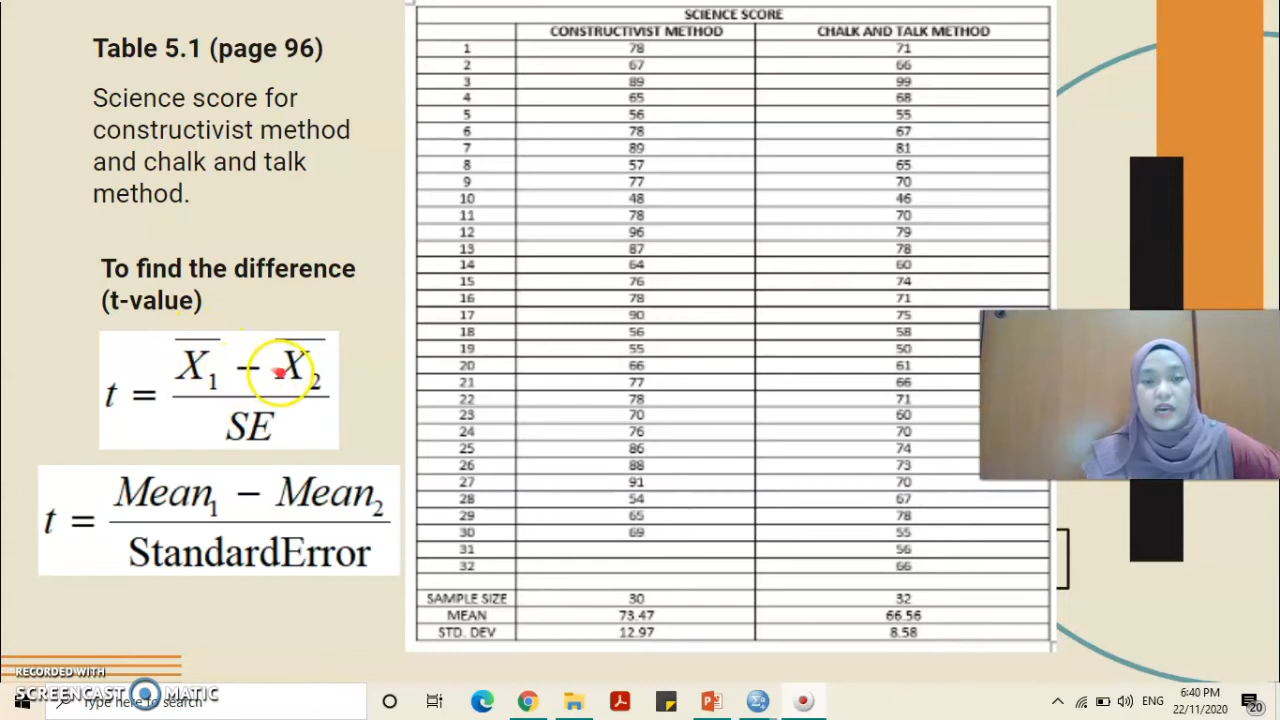 Table 5.1 (page 96)
Science score for
constructivist method
and chalk and talk
method.
To find the difference
(t-value)
t = X̄₁ − X̄₂ / SE
t = Mean₁ − Mean₂ / StandardError
SCIENCE SCORE
CONSTRUCTIVIST METHOD CHALK AND TALK METHOD
1 78 71
2 67 66
3 89 99
4 65 68
5 56 55
6 78 67
7 89 81
8 57 65
9 77 70
10 48 46
11 78 70
12 96 79
13 87 78
14 64 60
15 76 74
16 78 71
17 90 75
18 56 58
19 55 50
20 66 61
21 77 66
22 78 71
23 70 60
24 76 70
25 86 74
26 88 73
27 91 70
28 54 67
29 65 78
30 69 55
31 56
32 66
SAMPLE SIZE 30 32
MEAN 73.47 66.56
STD. DEV 12.97 8.58
RECORDED WITH
SCREENCAST MATIC
Type here to search
ENG
6:40 PM
22/11/2020
20